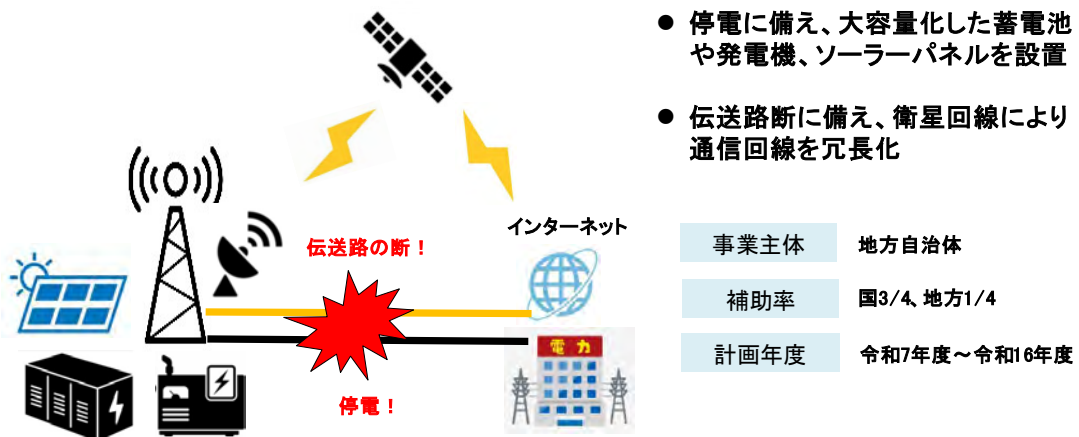 ● 停電に備え、大容量化した蓄電池
や発電機、ソーラーパネルを設置
● 伝送路断に備え、衛星回線により
通信回線を冗長化
インターネット
伝送路の断！
電力
停電！
事業主体 地方自治体
補助率 国3/4、地方1/4
計画年度 令和7年度～令和16年度